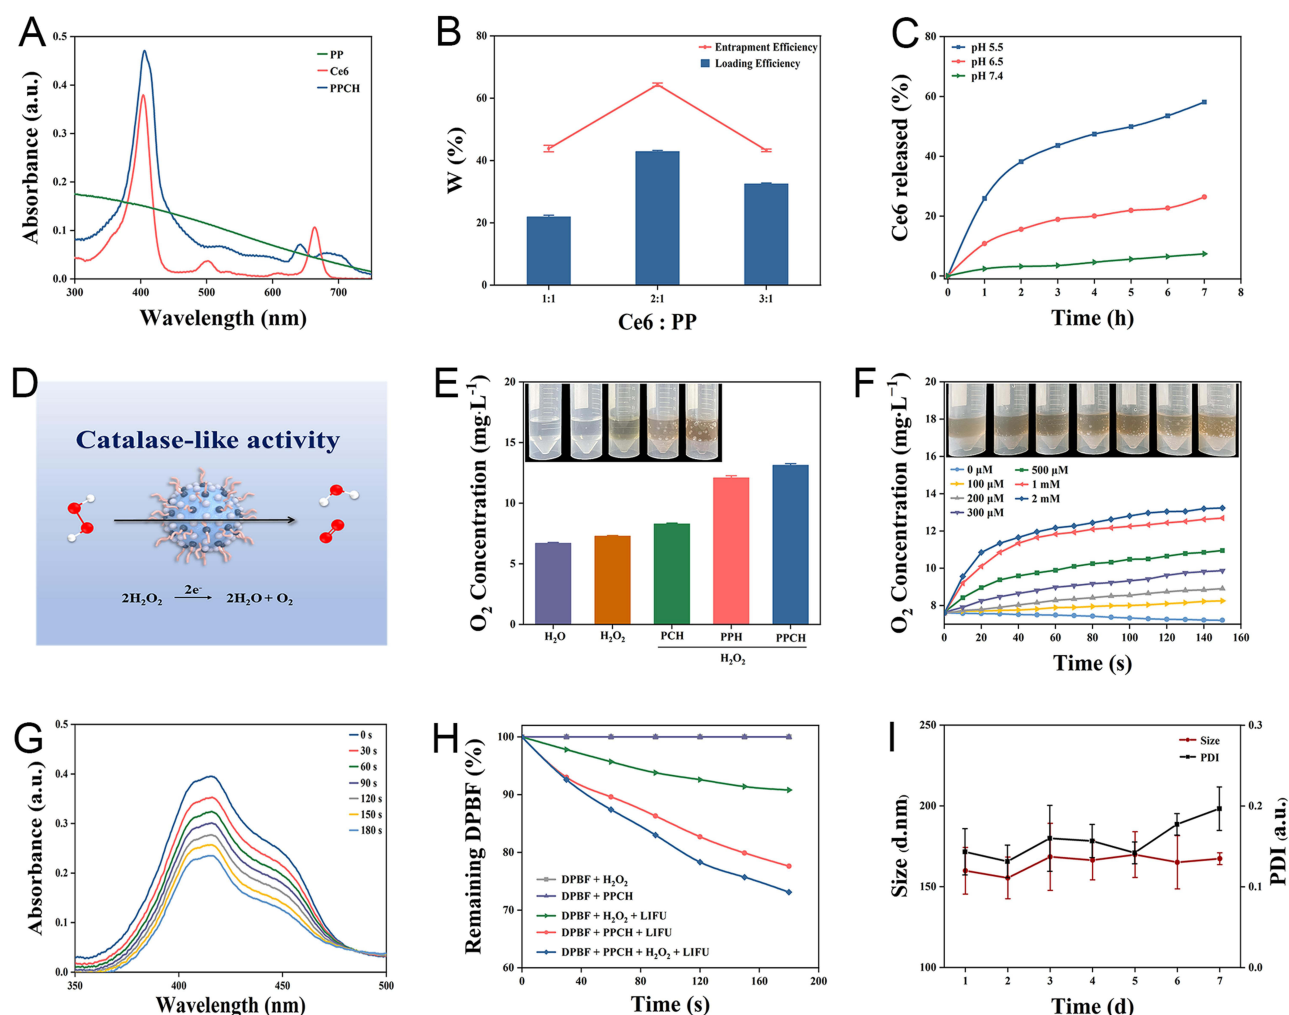 A
Absorbance (a.u.)
0.5
0.4
0.3
0.2
0.1
0.0
PP
Ce6
PPCH
300 400 500 600 700
Wavelength (nm)
B
W (%)
80
60
40
20
0
Entrapment Efficiency
Loading Efficiency
1:1 2:1 3:1
Ce6 : PP
C
Ce6 released (%)
80
60
40
20
0
pH 5.5
pH 6.5
pH 7.4
0 1 2 3 4 5 6 7 8
Time (h)
D
Catalase-like activity
2H₂O₂ 2e⁻ 2H₂O + O₂
E
O₂ Concentration (mg·L⁻¹)
20
15
10
5
0
H₂O H₂O₂ PCH PPH PPCH
H₂O₂
F
O₂ Concentration (mg·L⁻¹)
20
18
16
14
12
10
8
6
0 μM
100 μM
200 μM
300 μM
500 μM
1 mM
2 mM
0 20 40 60 80 100 120 140 160
Time (s)
G
Absorbance (a.u.)
0.5
0.4
0.3
0.2
0.1
0.0
0 s
30 s
60 s
90 s
120 s
150 s
180 s
350 400 450 500
Wavelength (nm)
H
Remaining DPBF (%)
100
90
80
70
60
DPBF + H₂O₂
DPBF + PPCH
DPBF + H₂O₂ + LIFU
DPBF + PPCH + LIFU
DPBF + PPCH + H₂O₂ + LIFU
0 40 80 120 160 200
Time (s)
I
Size (d.nm)
250
200
150
100
Size
PDI
0.3
0.2
0.1
0.0
PDI (a.u.)
1 2 3 4 5 6 7
Time (d)